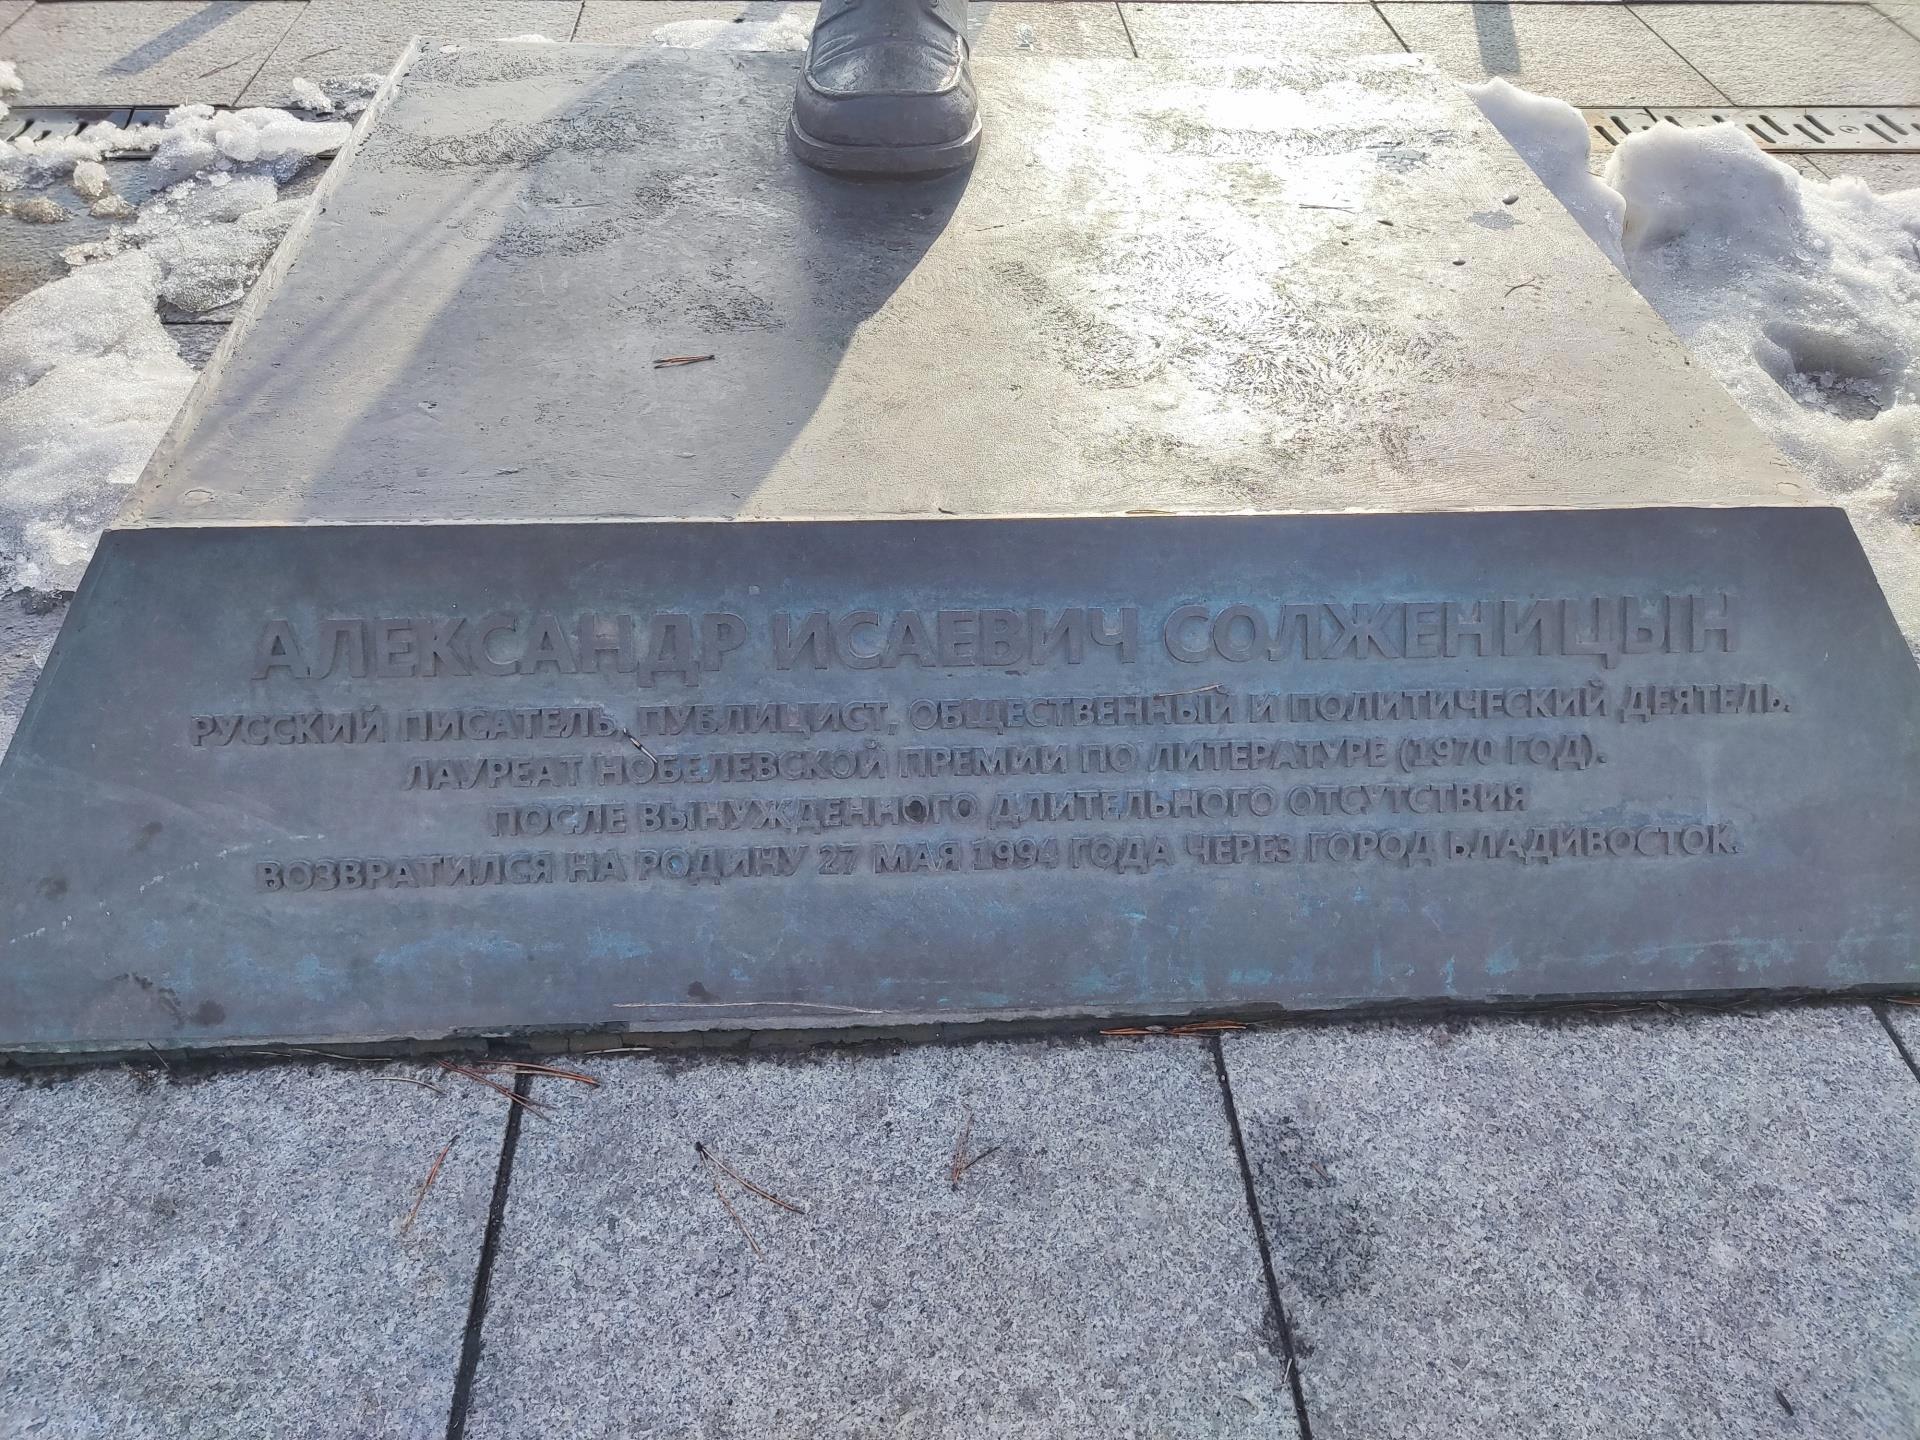 АЛЕКСАНДР ИСАЕВИЧ СОЛЖЕНИЦЫН
РУССКИЙ ПИСАТЕЛЬ, ПУБЛИЦИСТ, ОБЩЕСТВЕННЫЙ И ПОЛИТИЧЕСКИЙ ДЕЯТЕЛЬ.
ЛАУРЕАТ НОБЕЛЕВСКОЙ ПРЕМИИ ПО ЛИТЕРАТУРЕ (1970 ГОД).
ПОСЛЕ ВЫНУЖДЕННОГО ДЛИТЕЛЬНОГО ОТСУТСТВИЯ
ВОЗВРАТИЛСЯ НА РОДИНУ 27 МАЯ 1994 ГОДА ЧЕРЕЗ ГОРОД ВЛАДИВОСТОК.